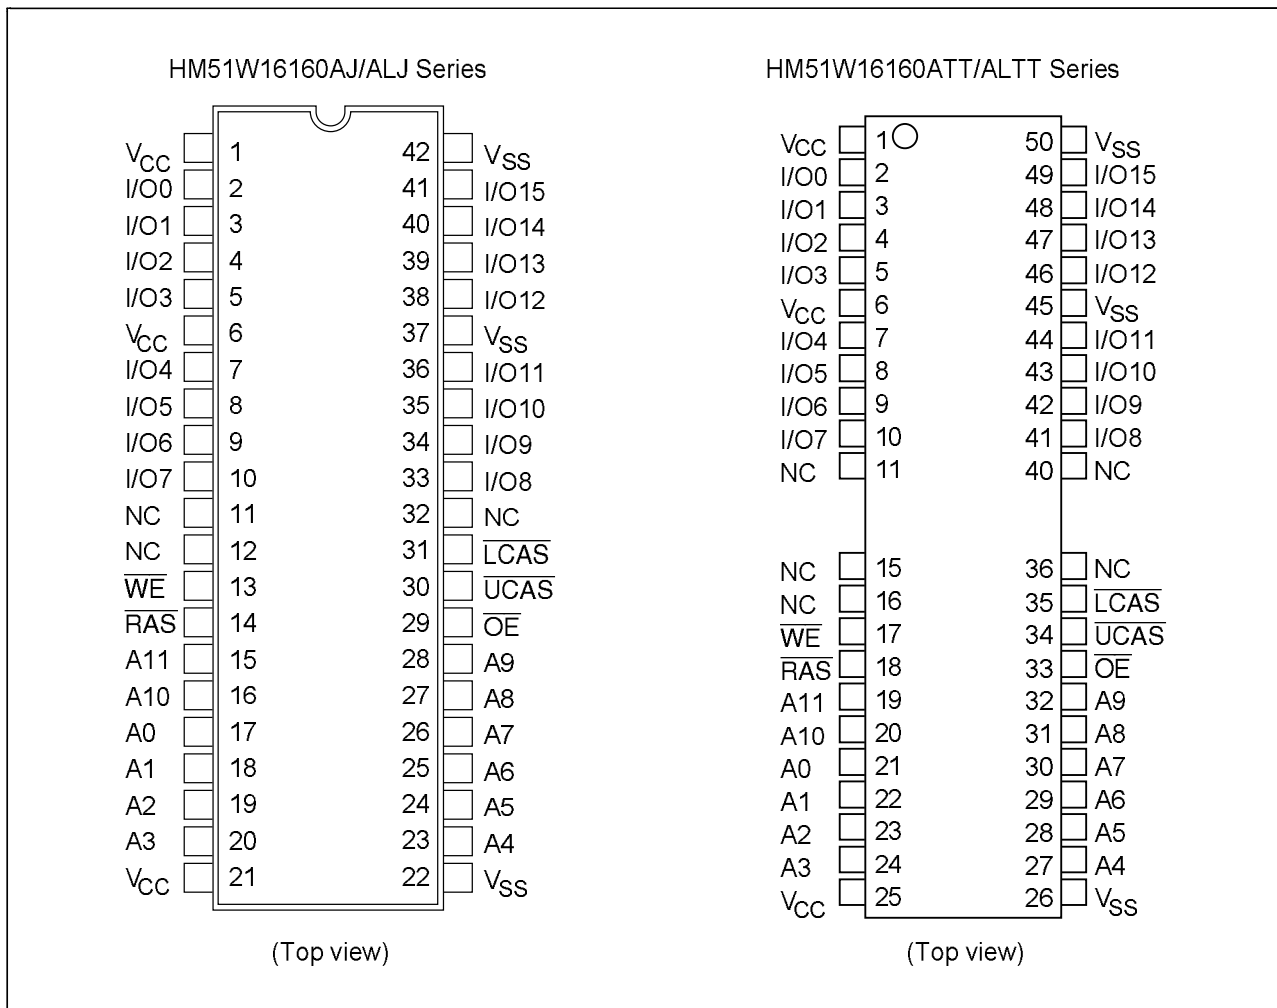 HM51W16160AJ/ALJ Series
VCC 1 42 VSS
I/O0 2 41 I/O15
I/O1 3 40 I/O14
I/O2 4 39 I/O13
I/O3 5 38 I/O12
VCC 6 37 VSS
I/O4 7 36 I/O11
I/O5 8 35 I/O10
I/O6 9 34 I/O9
I/O7 10 33 I/O8
NC 11 32 NC
NC 12 31 LCAS
WE 13 30 UCAS
RAS 14 29 OE
A11 15 28 A9
A10 16 27 A8
A0 17 26 A7
A1 18 25 A6
A2 19 24 A5
A3 20 23 A4
VCC 21 22 VSS
(Top view)
HM51W16160ATT/ALTT Series
VCC 1 50 VSS
I/O0 2 49 I/O15
I/O1 3 48 I/O14
I/O2 4 47 I/O13
I/O3 5 46 I/O12
VCC 6 45 VSS
I/O4 7 44 I/O11
I/O5 8 43 I/O10
I/O6 9 42 I/O9
I/O7 10 41 I/O8
NC 11 40 NC
NC 15 36 NC
NC 16 35 LCAS
WE 17 34 UCAS
RAS 18 33 OE
A11 19 32 A9
A10 20 31 A8
A0 21 30 A7
A1 22 29 A6
A2 23 28 A5
A3 24 27 A4
VCC 25 26 VSS
(Top view)